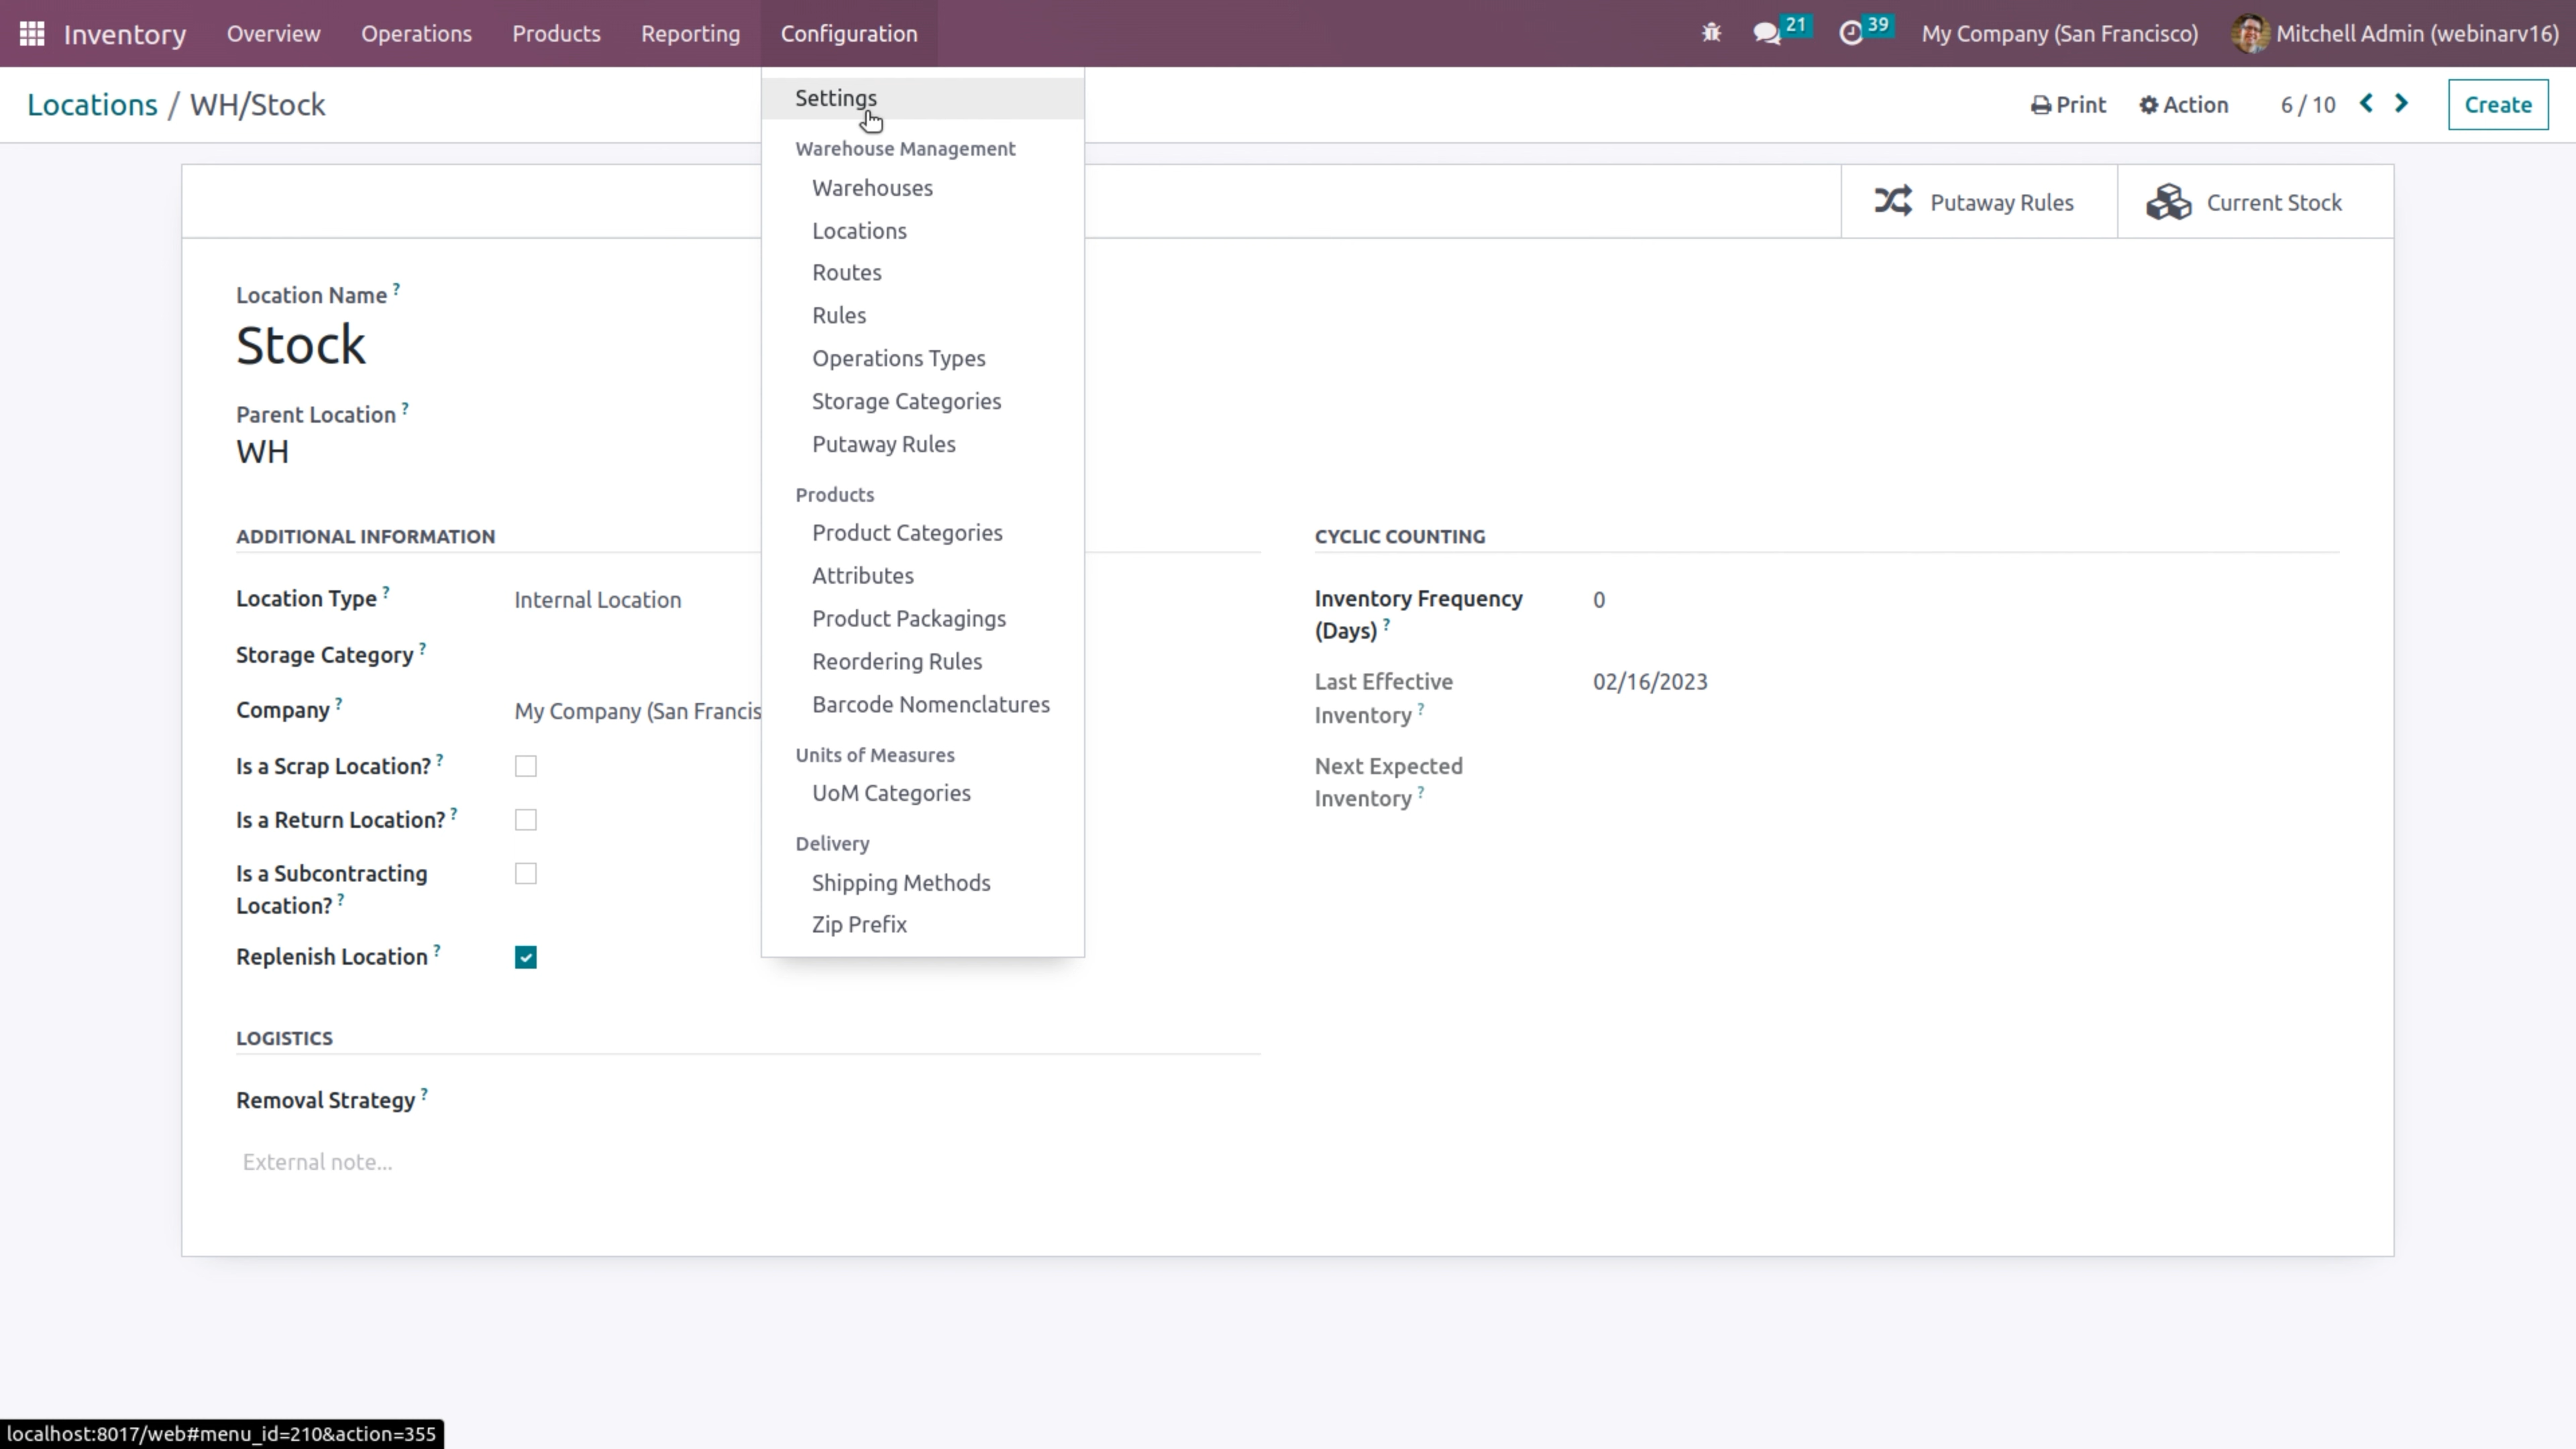 Inventory Overview Operations Products Reporting Configuration 21 39 My Company (San Francisco) Mitchell Admin (webinarv16)
Locations / WH/Stock Print Action 6 / 10 Create
Settings
Warehouse Management
Warehouses
Locations
Routes
Rules
Operations Types
Storage Categories
Putaway Rules
Products
Product Categories
Attributes
Product Packagings
Reordering Rules
Barcode Nomenclatures
Units of Measures
UoM Categories
Delivery
Shipping Methods
Zip Prefix
Putaway Rules Current Stock
Location Name ?
Stock
Parent Location ?
WH
ADDITIONAL INFORMATION
Location Type ? Internal Location
Storage Category ?
Company ? My Company (San Francis
Is a Scrap Location? ?
Is a Return Location? ?
Is a Subcontracting
Location? ?
Replenish Location ?
CYCLIC COUNTING
Inventory Frequency 0
(Days) ?
Last Effective 02/16/2023
Inventory ?
Next Expected
Inventory ?
LOGISTICS
Removal Strategy ?
External note...
localhost:8017/web#menu_id=210&action=355